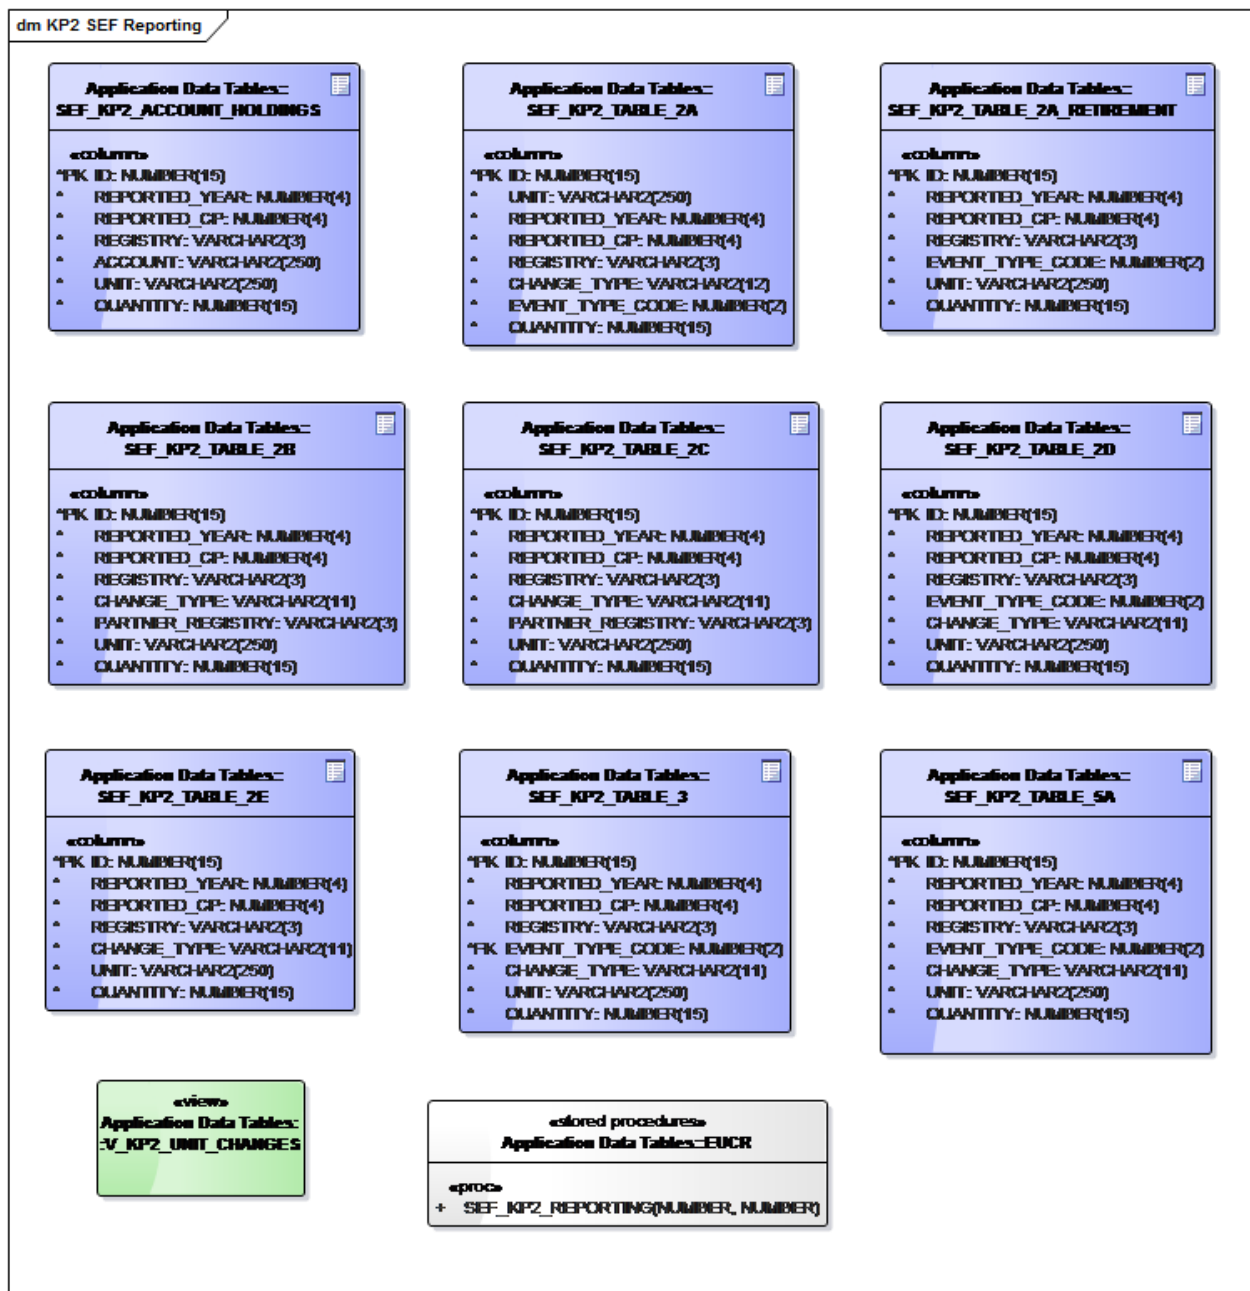 dm KP2 SEF Reporting
Application Data Tables::
SEF_KP2_ACCOUNT_HOLDINGS
«column»
*PK ID: NUMBER(15)
* REPORTED_YEAR: NUMBER(4)
* REPORTED_CP: NUMBER(4)
* REGISTRY: VARCHAR2(3)
* ACCOUNT: VARCHAR2(250)
* UNIT: VARCHAR2(250)
* QUANTITY: NUMBER(15)
Application Data Tables::
SEF_KP2_TABLE_2A
«column»
*PK ID: NUMBER(15)
* UNIT: VARCHAR2(250)
* REPORTED_YEAR: NUMBER(4)
* REPORTED_CP: NUMBER(4)
* REGISTRY: VARCHAR2(3)
* CHANGE_TYPE: VARCHAR2(12)
* EVENT_TYPE_CODE: NUMBER(2)
* QUANTITY: NUMBER(15)
Application Data Tables::
SEF_KP2_TABLE_2A_RETIREMENT
«column»
*PK ID: NUMBER(15)
* REPORTED_YEAR: NUMBER(4)
* REPORTED_CP: NUMBER(4)
* REGISTRY: VARCHAR2(3)
* EVENT_TYPE_CODE: NUMBER(2)
* UNIT: VARCHAR2(250)
* QUANTITY: NUMBER(15)
Application Data Tables::
SEF_KP2_TABLE_2B
«column»
*PK ID: NUMBER(15)
* REPORTED_YEAR: NUMBER(4)
* REPORTED_CP: NUMBER(4)
* REGISTRY: VARCHAR2(3)
* CHANGE_TYPE: VARCHAR2(11)
* PARTNER_REGISTRY: VARCHAR2(3)
* UNIT: VARCHAR2(250)
* QUANTITY: NUMBER(15)
Application Data Tables::
SEF_KP2_TABLE_2C
«column»
*PK ID: NUMBER(15)
* REPORTED_YEAR: NUMBER(4)
* REPORTED_CP: NUMBER(4)
* REGISTRY: VARCHAR2(3)
* CHANGE_TYPE: VARCHAR2(11)
* PARTNER_REGISTRY: VARCHAR2(3)
* UNIT: VARCHAR2(250)
* QUANTITY: NUMBER(15)
Application Data Tables::
SEF_KP2_TABLE_2D
«column»
*PK ID: NUMBER(15)
* REPORTED_YEAR: NUMBER(4)
* REPORTED_CP: NUMBER(4)
* REGISTRY: VARCHAR2(3)
* EVENT_TYPE_CODE: NUMBER(2)
* CHANGE_TYPE: VARCHAR2(11)
* UNIT: VARCHAR2(250)
* QUANTITY: NUMBER(15)
Application Data Tables::
SEF_KP2_TABLE_2E
«column»
*PK ID: NUMBER(15)
* REPORTED_YEAR: NUMBER(4)
* REPORTED_CP: NUMBER(4)
* REGISTRY: VARCHAR2(3)
* CHANGE_TYPE: VARCHAR2(11)
* UNIT: VARCHAR2(250)
* QUANTITY: NUMBER(15)
Application Data Tables::
SEF_KP2_TABLE_3
«column»
*PK ID: NUMBER(15)
* REPORTED_YEAR: NUMBER(4)
* REPORTED_CP: NUMBER(4)
* REGISTRY: VARCHAR2(3)
*FK EVENT_TYPE_CODE: NUMBER(2)
* CHANGE_TYPE: VARCHAR2(11)
* UNIT: VARCHAR2(250)
* QUANTITY: NUMBER(15)
Application Data Tables::
SEF_KP2_TABLE_5A
«column»
*PK ID: NUMBER(15)
* REPORTED_YEAR: NUMBER(4)
* REPORTED_CP: NUMBER(4)
* REGISTRY: VARCHAR2(3)
* EVENT_TYPE_CODE: NUMBER(2)
* CHANGE_TYPE: VARCHAR2(11)
* UNIT: VARCHAR2(250)
* QUANTITY: NUMBER(15)
«view»
Application Data Tables:
:V_KP2_UNIT_CHANGES
«stored procedures»
Application Data Tables::EUCR
«proc»
+ SEF_KP2_REPORTING(NUMBER, NUMBER)